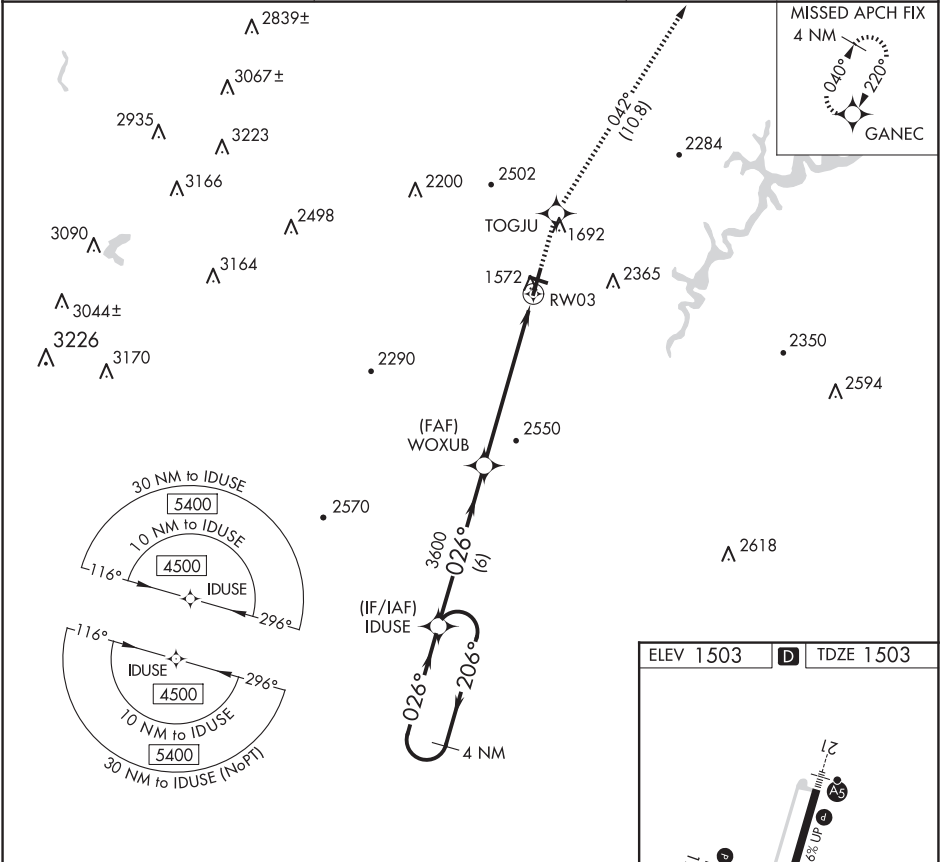 MISSED APCH FIX
4 NM
040°
220°
GANEC
2839±
3067±
2935
3223
3166
2498
3090
3164
3044±
3226
3170
2200
2502
2284
042°
(10.8)
TOGJU
1692
1572
RW03
2365
2290
2350
2594
(FAF)
WOXUB
2550
2570
2618
3600
026°
(6)
(IF/IAF)
IDUSE
026°
206°
4 NM
30 NM to IDUSE
5400
10 NM to IDUSE
4500
IDUSE
116°
296°
116°
296°
IDUSE
4500
10 NM to IDUSE
5400
30 NM to IDUSE (NoPT)
ELEV 1503 D TDZE 1503
21
A5
P
P